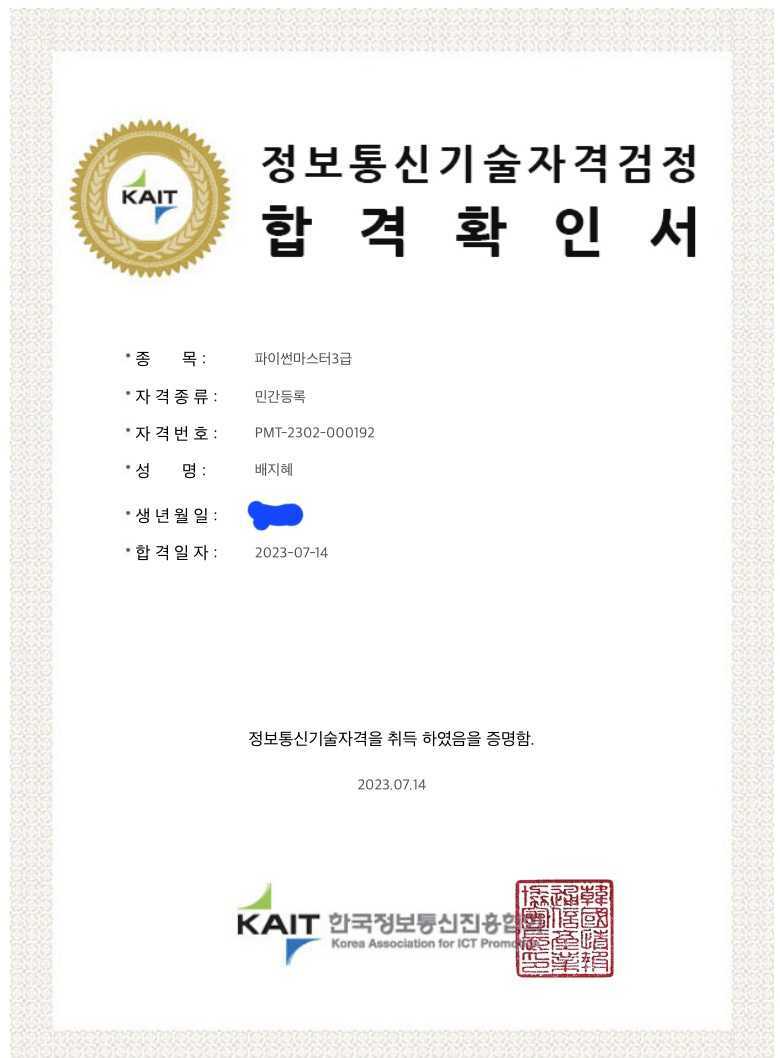 KAIT
정보통신기술자격검정
합격확인서
* 종 목 : 파이썬마스터3급
* 자격종류 : 민간등록
* 자격번호 : PMT-2302-000192
* 성 명 : 배지혜
* 생년월일 :
* 합격일자 : 2023-07-14
정보통신기술자격을 취득 하였음을 증명함.
2023.07.14
KAIT 한국정보통신진흥협
Korea Association for ICT Promo